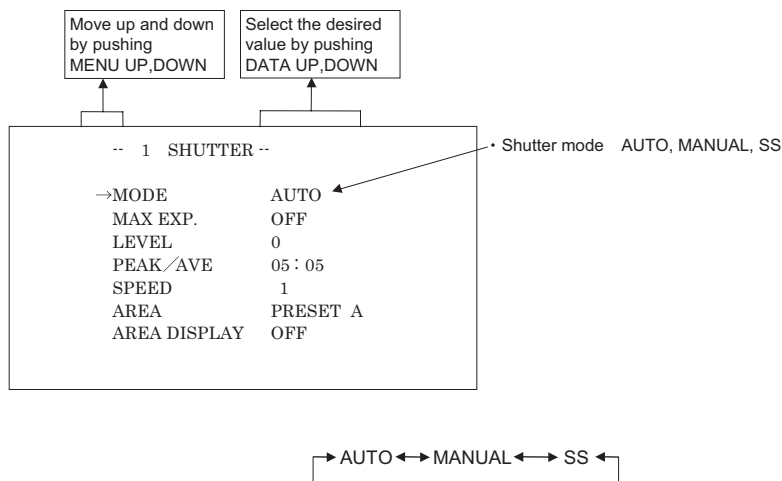 Move up and down
by pushing
MENU UP,DOWN
Select the desired
value by pushing
DATA UP,DOWN
-- 1 SHUTTER --
• Shutter mode AUTO, MANUAL, SS
→MODE AUTO
MAX EXP. OFF
LEVEL 0
PEAK／AVE 05：05
SPEED 1
AREA PRESET A
AREA DISPLAY OFF
AUTO MANUAL SS